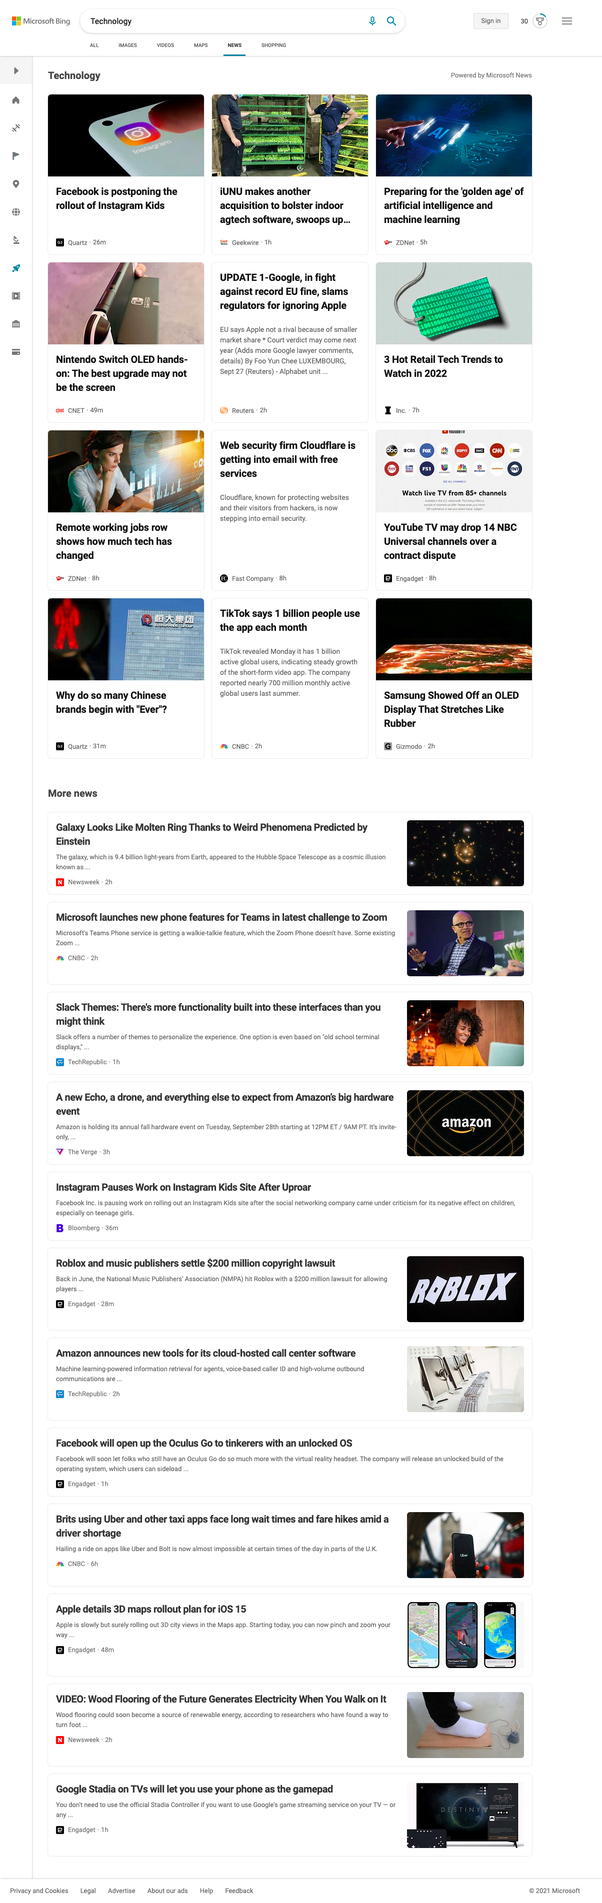 Microsoft Bing
Technology
Sign in
30
ALL IMAGES VIDEOS MAPS NEWS SHOPPING
Technology
Powered by Microsoft News
Instagram
Facebook is postponing the
rollout of Instagram Kids
Quartz · 26m
iUNU makes another
acquisition to bolster indoor
agtech software, swoops up...
Geekwire · 1h
AI
Preparing for the 'golden age' of
artificial intelligence and
machine learning
ZDNet · 5h
Nintendo Switch OLED hands-
on: The best upgrade may not
be the screen
CNET · 49m
UPDATE 1-Google, in fight
against record EU fine, slams
regulators for ignoring Apple
EU says Apple not a rival because of smaller
market share * Court verdict may come next
year (Adds more Google lawyer comments,
details) By Foo Yun Chee LUXEMBOURG,
Sept 27 (Reuters) - Alphabet unit ...
Reuters · 2h
3 Hot Retail Tech Trends to
Watch in 2022
Inc. · 7h
Remote working jobs row
shows how much tech has
changed
ZDNet · 8h
Web security firm Cloudflare is
getting into email with free
services
Cloudflare, known for protecting websites
and their visitors from hackers, is now
stepping into email security.
Fast Company · 8h
abc CBS FOX ESPN CNN
FS1 TNT
Watch live TV from 85+ channels
YouTube TV may drop 14 NBC
Universal channels over a
contract dispute
Engadget · 8h
恒大集团
Why do so many Chinese
brands begin with "Ever"?
Quartz · 31m
TikTok says 1 billion people use
the app each month
TikTok revealed Monday it has 1 billion
active global users, indicating steady growth
of the short-form video app. The company
reported nearly 700 million monthly active
global users last summer.
CNBC · 2h
Samsung Showed Off an OLED
Display That Stretches Like
Rubber
Gizmodo · 2h
More news
Galaxy Looks Like Molten Ring Thanks to Weird Phenomena Predicted by
Einstein
The galaxy, which is 9.4 billion light-years from Earth, appeared to the Hubble Space Telescope as a cosmic illusion
known as ...
Newsweek · 2h
Microsoft launches new phone features for Teams in latest challenge to Zoom
Microsoft's Teams Phone service is getting a walkie-talkie feature, which the Zoom Phone doesn't have. Some existing
Zoom ...
CNBC · 2h
Slack Themes: There's more functionality built into these interfaces than you
might think
Slack offers a number of themes to personalize the experience. One option is even based on "old school terminal
displays," ...
TechRepublic · 1h
A new Echo, a drone, and everything else to expect from Amazon's big hardware
event
Amazon is holding its annual fall hardware event on Tuesday, September 28th starting at 12PM ET / 9AM PT. It's invite-
only, ...
The Verge · 3h
amazon
Instagram Pauses Work on Instagram Kids Site After Uproar
Facebook Inc. is pausing work on rolling out an Instagram Kids site after the social networking company came under criticism for its negative effect on children,
especially on teenage girls.
Bloomberg · 36m
Roblox and music publishers settle $200 million copyright lawsuit
Back in June, the National Music Publishers' Association (NMPA) hit Roblox with a $200 million lawsuit for allowing
players ...
Engadget · 28m
ROBLOX
Amazon announces new tools for its cloud-hosted call center software
Machine learning-powered information retrieval for agents, voice-based caller ID and high-volume outbound
communications are ...
TechRepublic · 2h
Facebook will open up the Oculus Go to tinkerers with an unlocked OS
Facebook will soon let folks who still have an Oculus Go do so much more with the virtual reality headset. The company will release an unlocked build of the
operating system, which users can sideload ...
Engadget · 1h
Brits using Uber and other taxi apps face long wait times and fare hikes amid a
driver shortage
Hailing a ride on apps like Uber and Bolt is now almost impossible at certain times of the day in parts of the U.K.
CNBC · 6h
Uber
Apple details 3D maps rollout plan for iOS 15
Apple is slowly but surely rolling out 3D city views in the Maps app. Starting today, you can now pinch and zoom your
way ...
Engadget · 48m
VIDEO: Wood Flooring of the Future Generates Electricity When You Walk on It
Wood flooring could soon become a source of renewable energy, according to researchers who have found a way to
turn foot ...
Newsweek · 2h
Google Stadia on TVs will let you use your phone as the gamepad
You don't need to use the official Stadia Controller if you want to use Google's game streaming service on your TV — or
any ...
Engadget · 1h
DESTINY
Privacy and Cookies Legal Advertise About our ads Help Feedback
© 2021 Microsoft